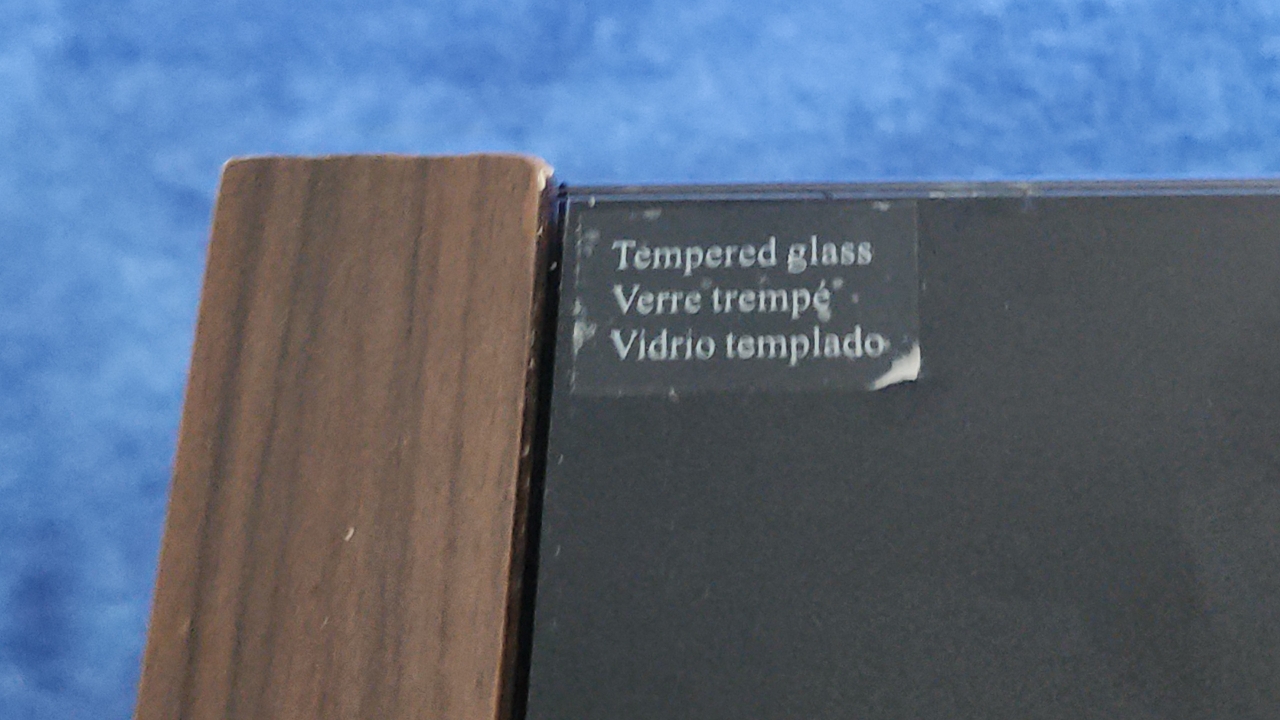 Tempered glass
Verre trempé
Vidrio templado